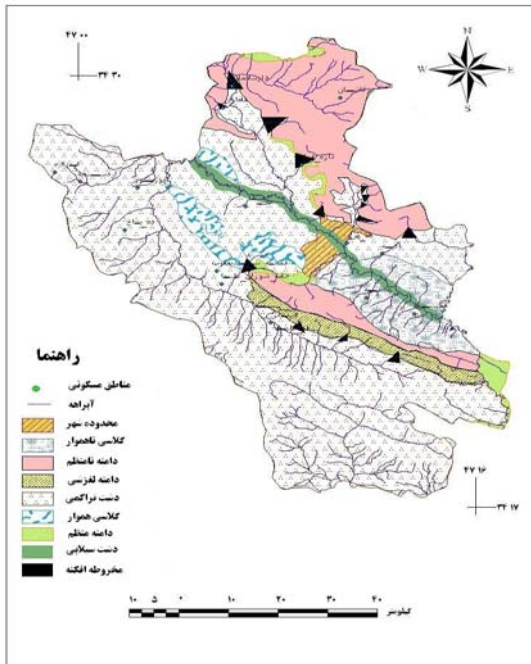 ۴۷ ۰۰
۳۴ ۳۰
N
W E
S
راهنما
مناطق مسکونی
آبراهه
محدوده شهر
گلاسی ناهموار
دامنه نامنظم
دامنه لغزشی
دشت تراکمی
گلاسی هموار
دامنه منظم
دشت سیلابی
مخروطه افکنه
۴۷ ۱۶
۳۴ ۱۷
۱۰ ۵ ۰ ۱۰ ۲۰ ۳۰ ۴۰
کیلومتر